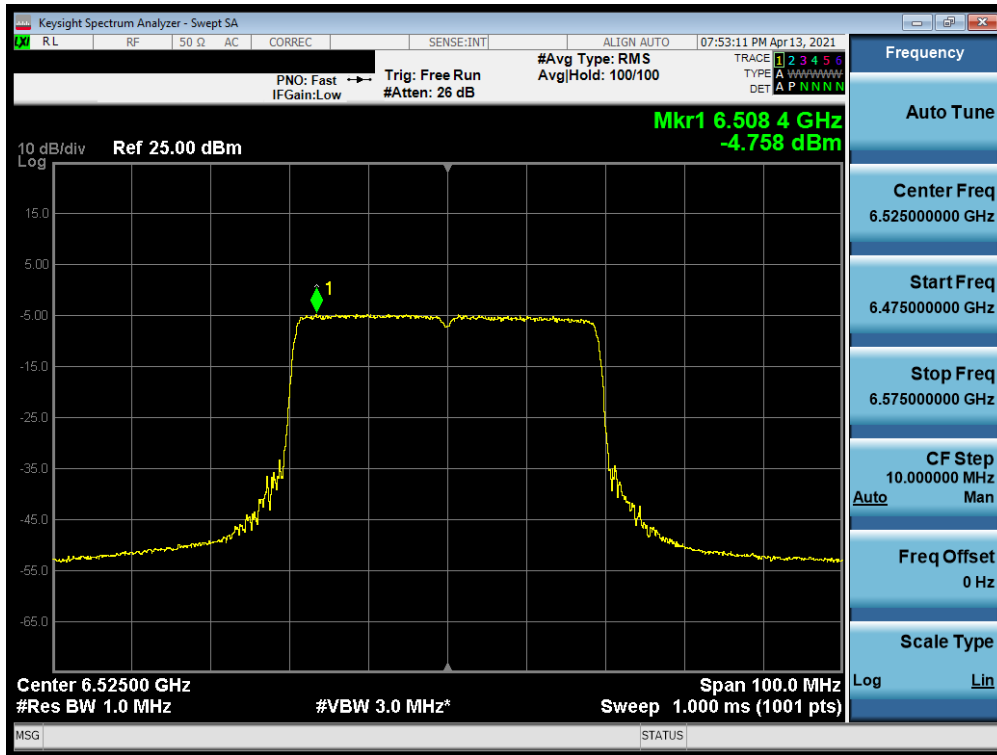 Keysight Spectrum Analyzer - Swept SA
LXI RL RF 50 Ω AC CORREC SENSE:INT ALIGN AUTO 07:53:11 PM Apr 13, 2021
PNO: Fast Trig: Free Run #Avg Type: RMS TRACE 1 2 3 4 5 6
IFGain:Low #Atten: 26 dB Avg|Hold: 100/100 TYPE A WWWWW
DET A P N N N N
Mkr1 6.508 4 GHz
-4.758 dBm
10 dB/div Ref 25.00 dBm
Log
15.0
5.00
1
-5.00
-15.0
-25.0
-35.0
-45.0
-55.0
-65.0
Center 6.52500 GHz Span 100.0 MHz
#Res BW 1.0 MHz #VBW 3.0 MHz* Sweep 1.000 ms (1001 pts)
MSG STATUS
Frequency
Auto Tune
Center Freq
6.525000000 GHz
Start Freq
6.475000000 GHz
Stop Freq
6.575000000 GHz
CF Step
10.000000 MHz
Auto Man
Freq Offset
0 Hz
Scale Type
Log Lin